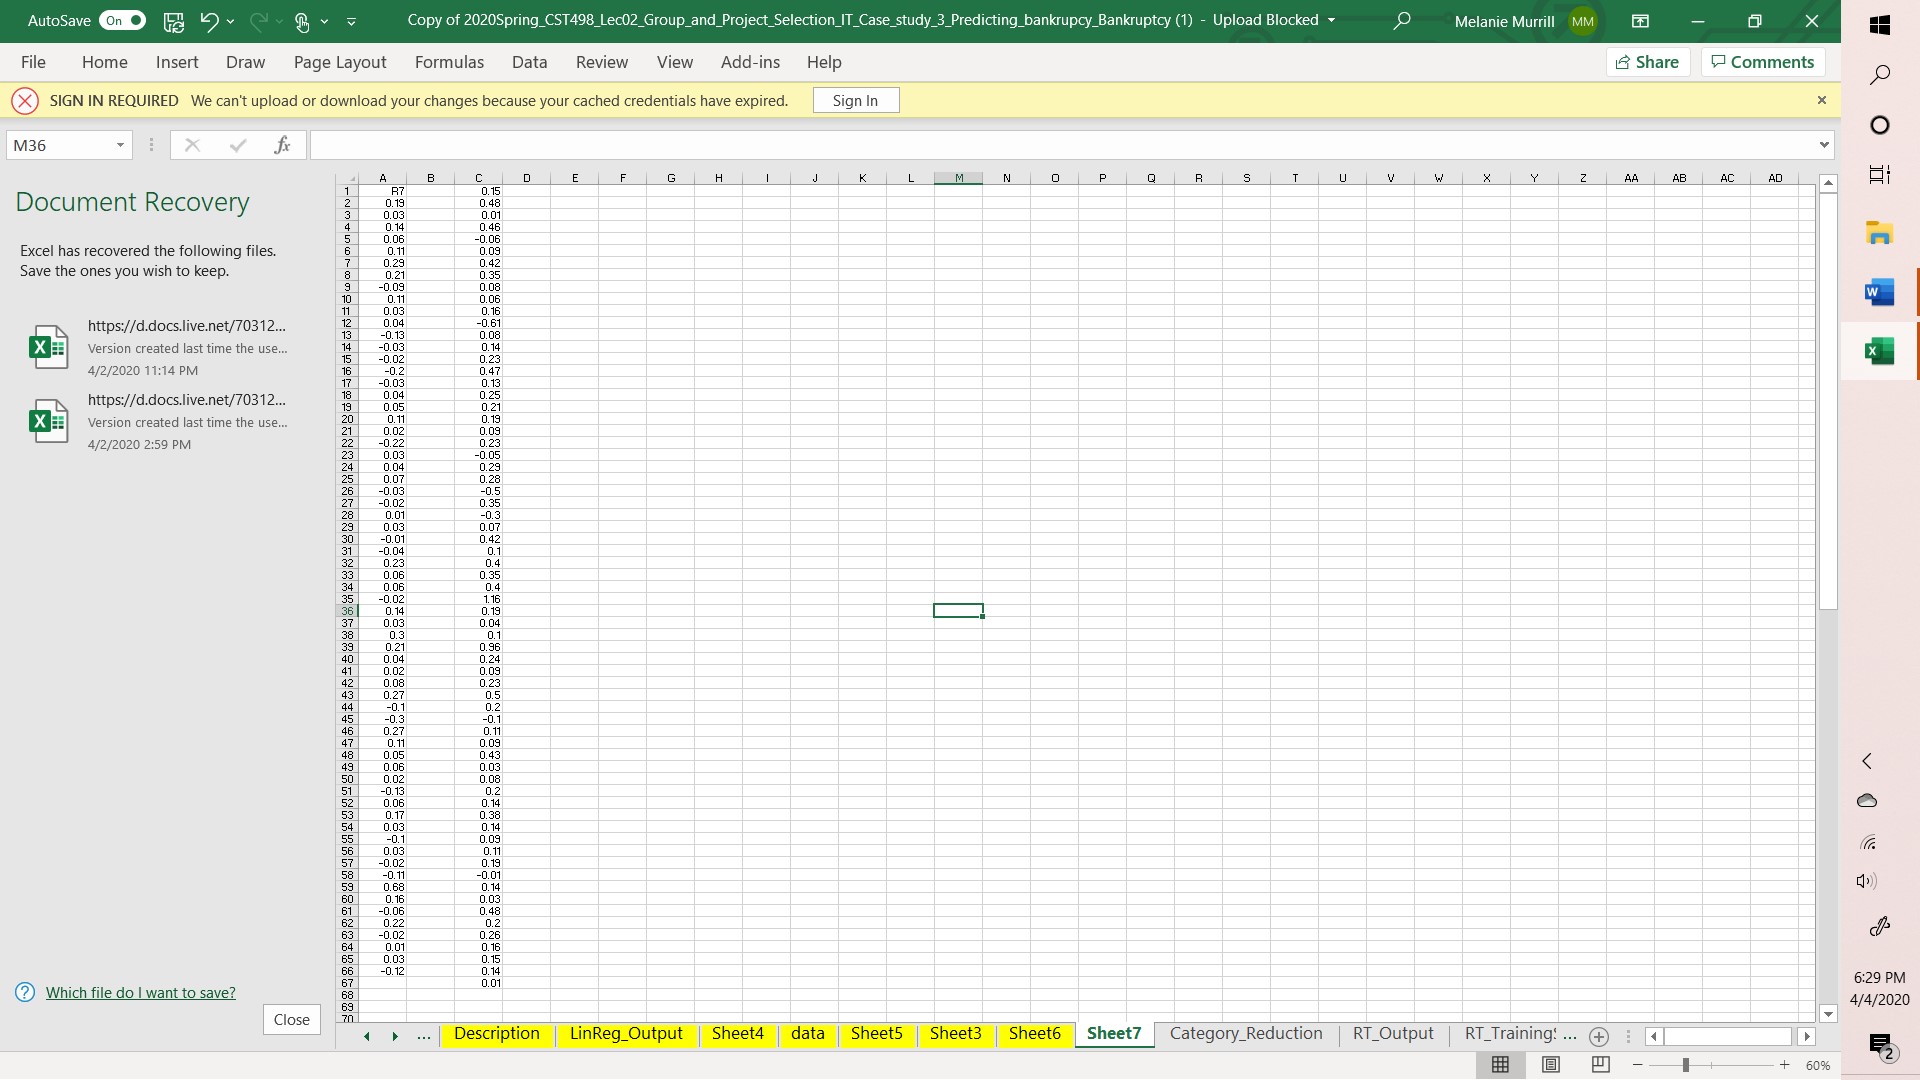 AutoSave On Copy of 2020Spring_CST498_Lec02_Group_and_Project_Selection_IT_Case_study_3_Predicting_bankrupcy_Bankruptcy (1) - Upload Blocked Melanie Murrill MM
File Home Insert Draw Page Layout Formulas Data Review View Add-ins Help Share Comments
SIGN IN REQUIRED We can't upload or download your changes because your cached credentials have expired. Sign In
M36 fx
Document Recovery
Excel has recovered the following files.
Save the ones you wish to keep.
https://d.docs.live.net/70312...
Version created last time the use...
4/2/2020 11:14 PM
https://d.docs.live.net/70312...
Version created last time the use...
4/2/2020 2:59 PM
Which file do I want to save?
Close
A B C D E F G H I J K L M N O P Q R S T U V W X Y Z AA AB AC AD
1 R7 0.15
2 0.19 0.48
3 0.03 0.01
4 0.14 0.46
5 0.06 -0.06
6 0.11 0.09
7 0.29 0.42
8 0.21 0.35
9 -0.09 0.08
10 0.11 0.06
11 0.03 0.16
12 0.04 -0.61
13 -0.13 0.08
14 -0.03 0.14
15 -0.02 0.23
16 -0.2 0.47
17 -0.03 0.13
18 0.04 0.25
19 0.05 0.21
20 0.11 0.19
21 0.02 0.09
22 -0.22 0.23
23 0.03 -0.05
24 0.04 0.29
25 0.07 0.28
26 -0.03 -0.5
27 -0.02 0.35
28 0.01 -0.3
29 0.03 0.07
30 -0.01 0.42
31 -0.04 0.1
32 0.23 0.4
33 0.06 0.35
34 0.06 0.4
35 -0.02 1.16
36 0.14 0.19
37 0.03 0.04
38 0.3 0.1
39 0.21 0.96
40 0.04 0.24
41 0.02 0.09
42 0.08 0.23
43 0.27 0.5
44 -0.1 0.2
45 -0.3 -0.1
46 0.27 0.11
47 0.11 0.09
48 0.05 0.43
49 0.06 0.03
50 0.02 0.08
51 -0.13 0.2
52 0.06 0.14
53 0.17 0.38
54 0.03 0.14
55 -0.1 0.09
56 0.03 0.11
57 -0.02 0.19
58 -0.11 -0.01
59 0.68 0.14
60 0.16 0.03
61 -0.06 0.48
62 0.22 0.2
63 -0.02 0.26
64 0.01 0.16
65 0.03 0.15
66 -0.12 0.14
67 0.01
68
69
70
... Description LinReg_Output Sheet4 data Sheet5 Sheet3 Sheet6 Sheet7 Category_Reduction RT_Output RT_Training ...
60%
6:29 PM
4/4/2020
2